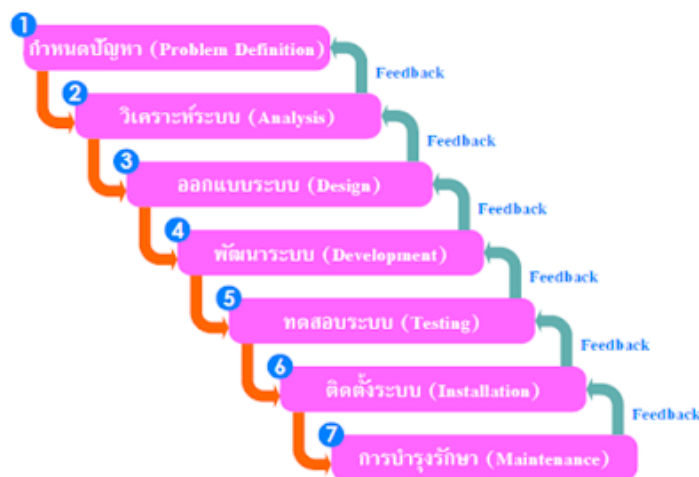 1
กำหนดปัญหา (Problem Definition)
Feedback
2
วิเคราะห์ระบบ (Analysis)
Feedback
3
ออกแบบระบบ (Design)
Feedback
4
พัฒนาระบบ (Development)
Feedback
5
ทดสอบระบบ (Testing)
Feedback
6
ติดตั้งระบบ (Installation)
Feedback
7
การบำรุงรักษา (Maintenance)